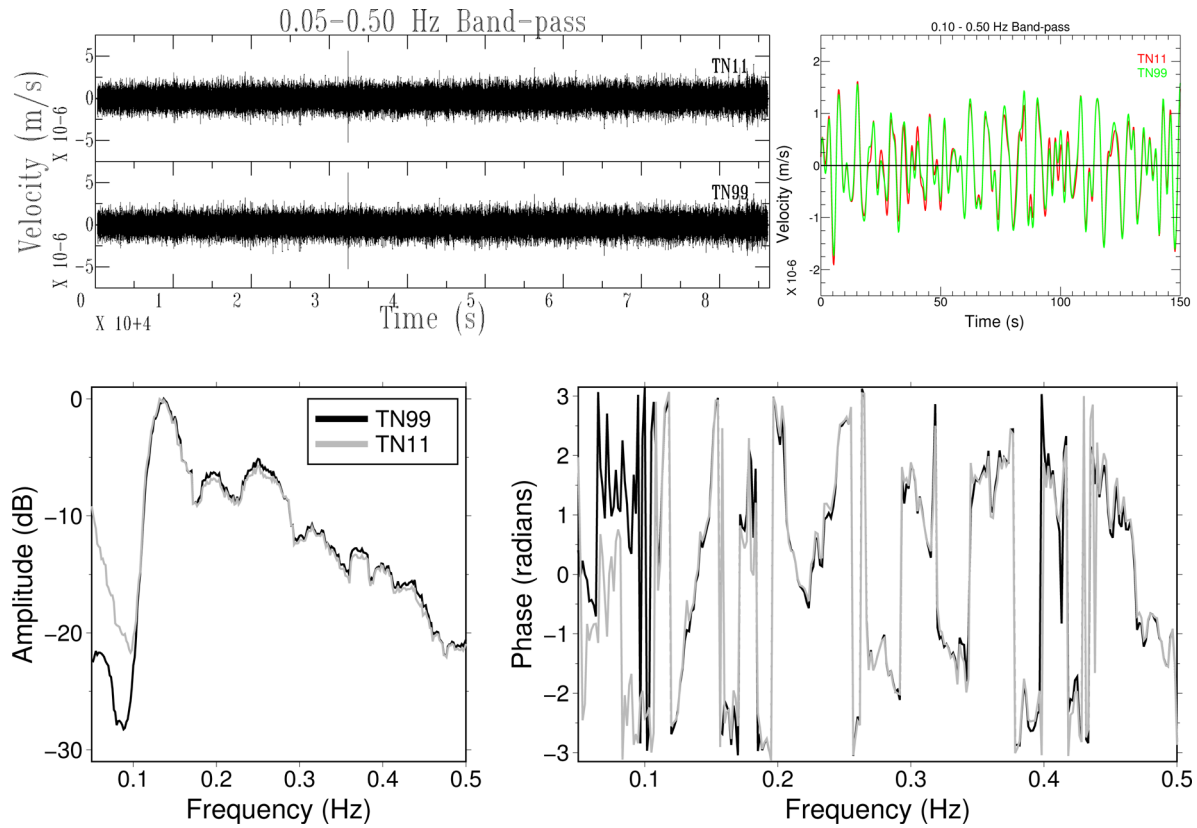 0.05-0.50 Hz Band-pass
5
0
-5
TN11
5
0
-5
TN99
Velocity (m/s)
X 10-6
X 10-6
0 1 2 3 4 5 6 7 8
X 10+4
Time (s)
0.10 - 0.50 Hz Band-pass
TN11
TN99
2
1
0
-1
-2
Velocity (m/s)
X 10-6
0 50 100 150
Time (s)
0
−10
−20
−30
Amplitude (dB)
TN99
TN11
0.1 0.2 0.3 0.4 0.5
Frequency (Hz)
3
2
1
0
−1
−2
−3
Phase (radians)
0.1 0.2 0.3 0.4 0.5
Frequency (Hz)